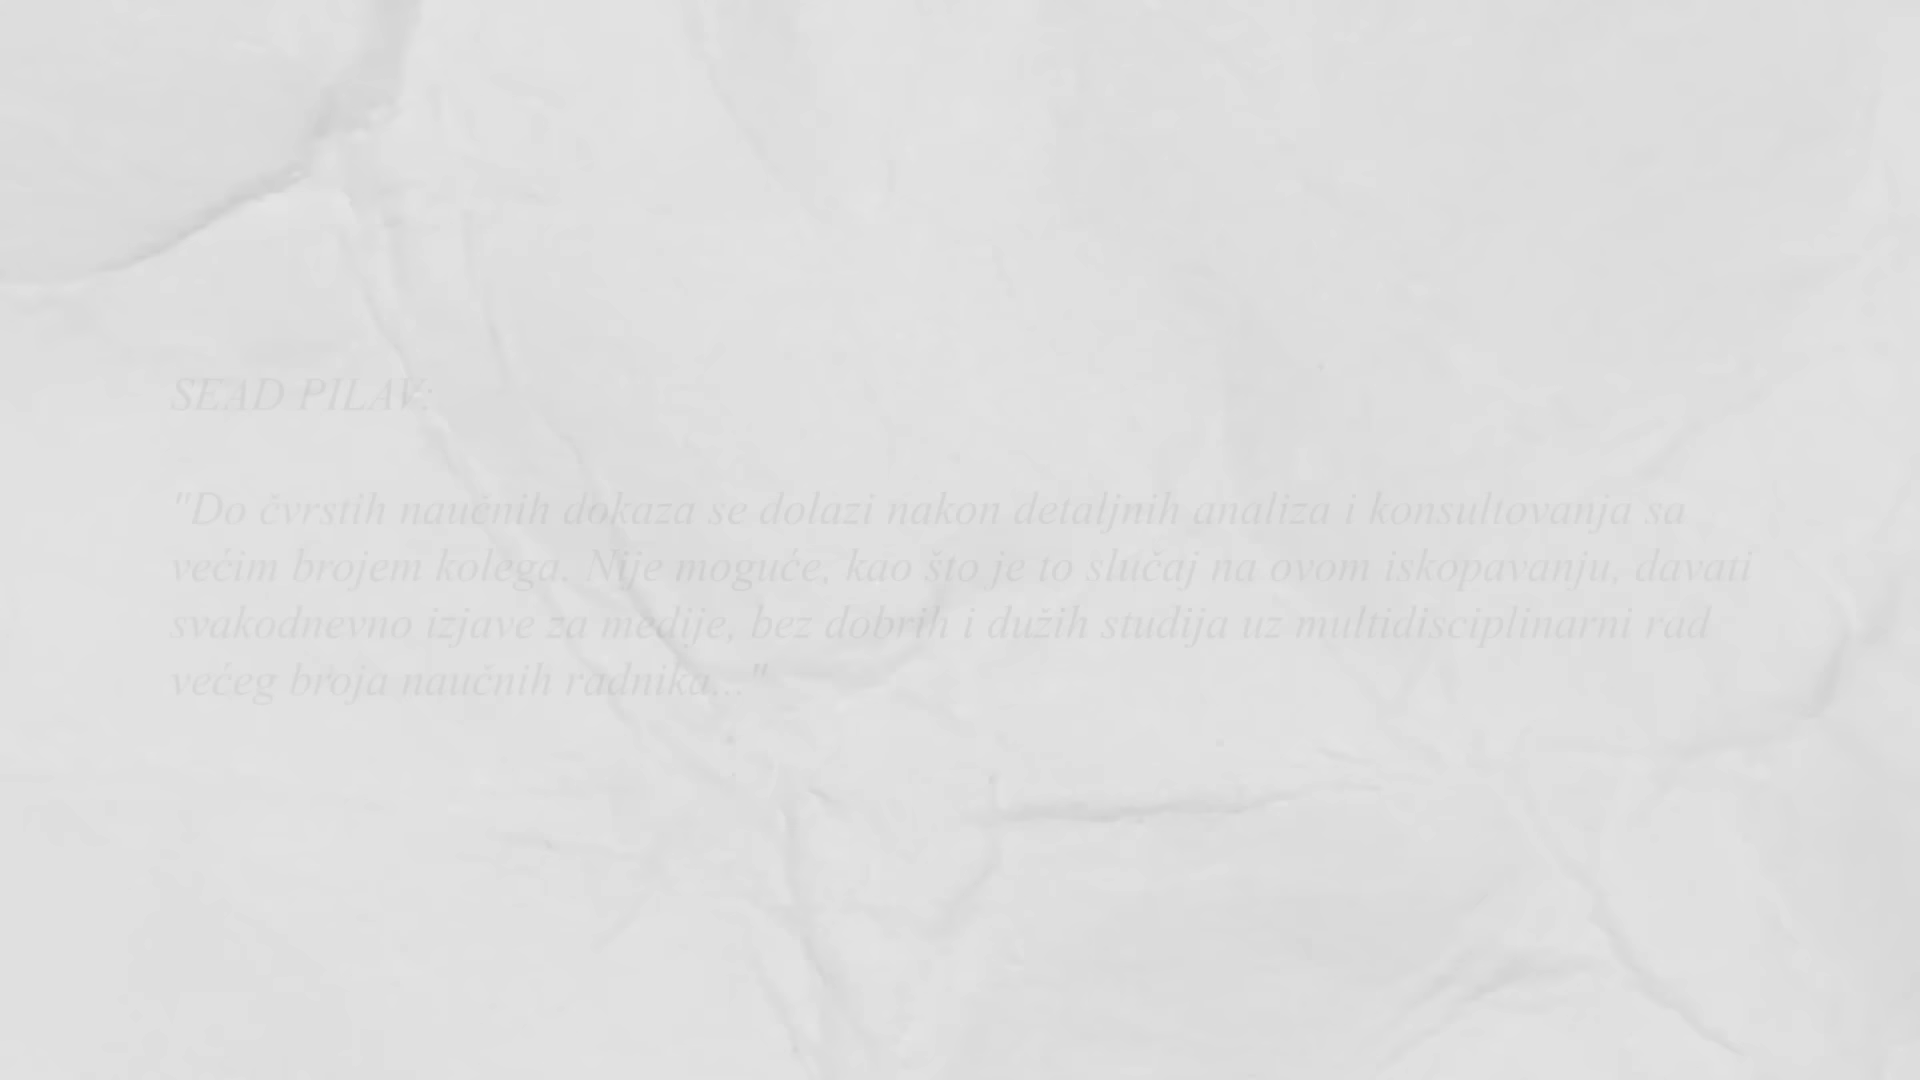 SEAD PILAV:
"Do čvrstih naučnih dokaza se dolazi nakon detaljnih analiza i konsultovanja sa
većim brojem kolega. Nije moguće, kao što je to slučaj na ovom iskopavanju, davati
svakodnevno izjave za medije, bez dobrih i dužih studija uz multidisciplinarni rad
većeg broja naučnih radnika..."